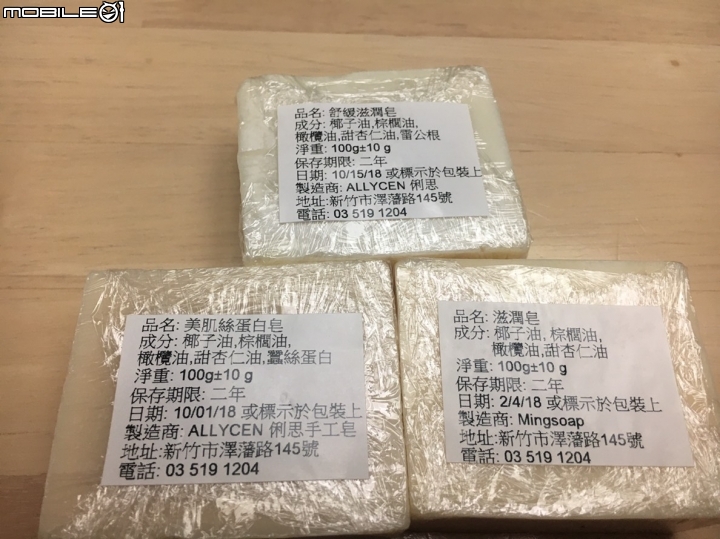 MOBILE01
品名: 舒緩滋潤皂
成分: 椰子油,棕櫚油,
橄欖油,甜杏仁油,雷公根
淨重: 100g±10 g
保存期限: 二年
日期: 10/15/18 或標示於包裝上
製造商: ALLYCEN 俐思
地址:新竹市澤藩路145號
電話: 03 519 1204
品名: 美肌絲蛋白皂
成分: 椰子油,棕櫚油,
橄欖油,甜杏仁油,蠶絲蛋白
淨重: 100g±10 g
保存期限: 二年
日期: 10/01/18 或標示於包裝上
製造商: ALLYCEN 俐思手工皂
地址:新竹市澤藩路145號
電話: 03 519 1204
品名: 滋潤皂
成分: 椰子油, 棕櫚油,
橄欖油,甜杏仁油
淨重: 100g±10 g
保存期限: 二年
日期: 2/4/18 或標示於包裝上
製造商: Mingsoap
地址:新竹市澤藩路145號
電話: 03 519 1204